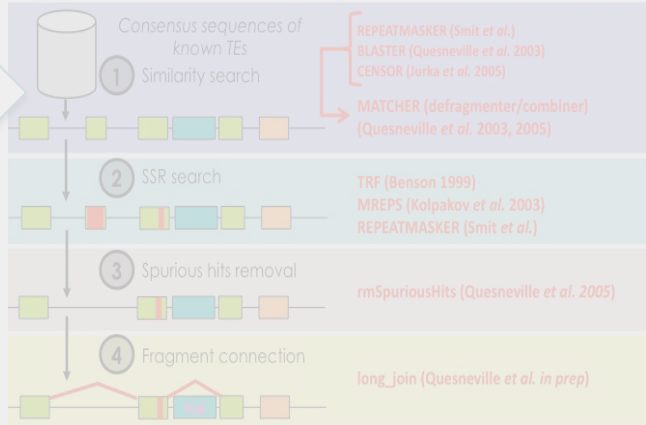 Consensus sequences of
known TEs
1 Similarity search
REPEATMASKER (Smit et al.)
BLASTER (Quesneville et al. 2003)
CENSOR (Jurka et al. 2005)
MATCHER (defragmenter/combiner)
(Quesneville et al. 2003, 2005)
2 SSR search
TRF (Benson 1999)
MREPS (Kolpakov et al. 2003)
REPEATMASKER (Smit et al.)
3 Spurious hits removal
rmSpuriousHits (Quesneville et al. 2005)
4 Fragment connection
long_join (Quesneville et al. in prep)